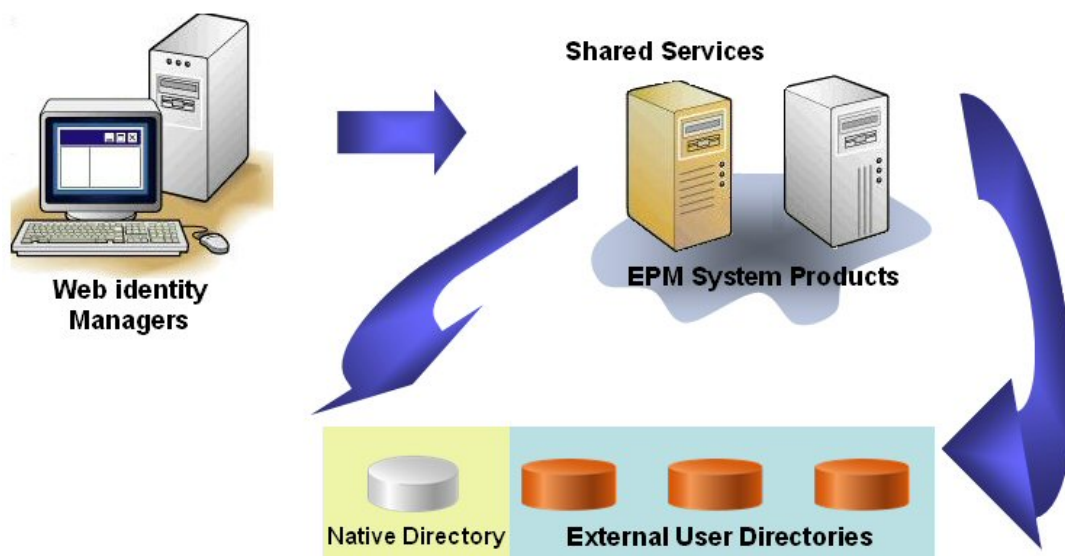 Shared Services
Web identity
Managers
EPM System Products
Native Directory
External User Directories